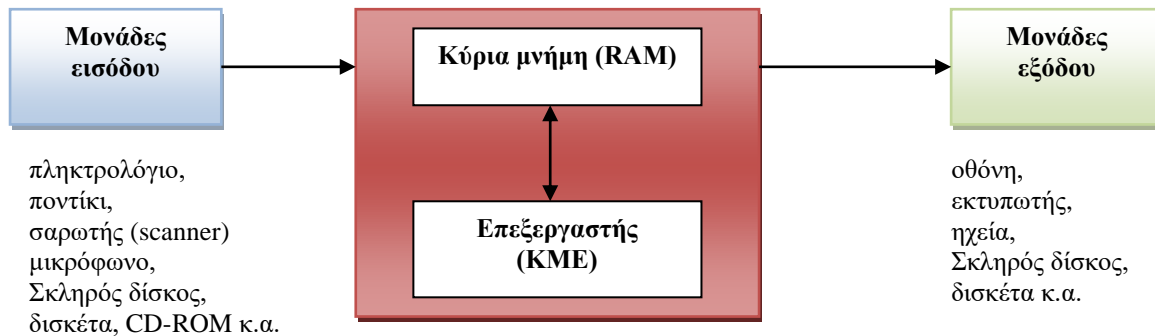 Μονάδες
εισόδου
Κύρια μνήμη (RAM)
Επεξεργαστής
(ΚΜΕ)
Μονάδες
εξόδου
πληκτρολόγιο,
ποντίκι,
σαρωτής (scanner)
μικρόφωνο,
Σκληρός δίσκος,
δισκέτα, CD-ROM κ.α.
οθόνη,
εκτυπωτής,
ηχεία,
Σκληρός δίσκος,
δισκέτα κ.α.